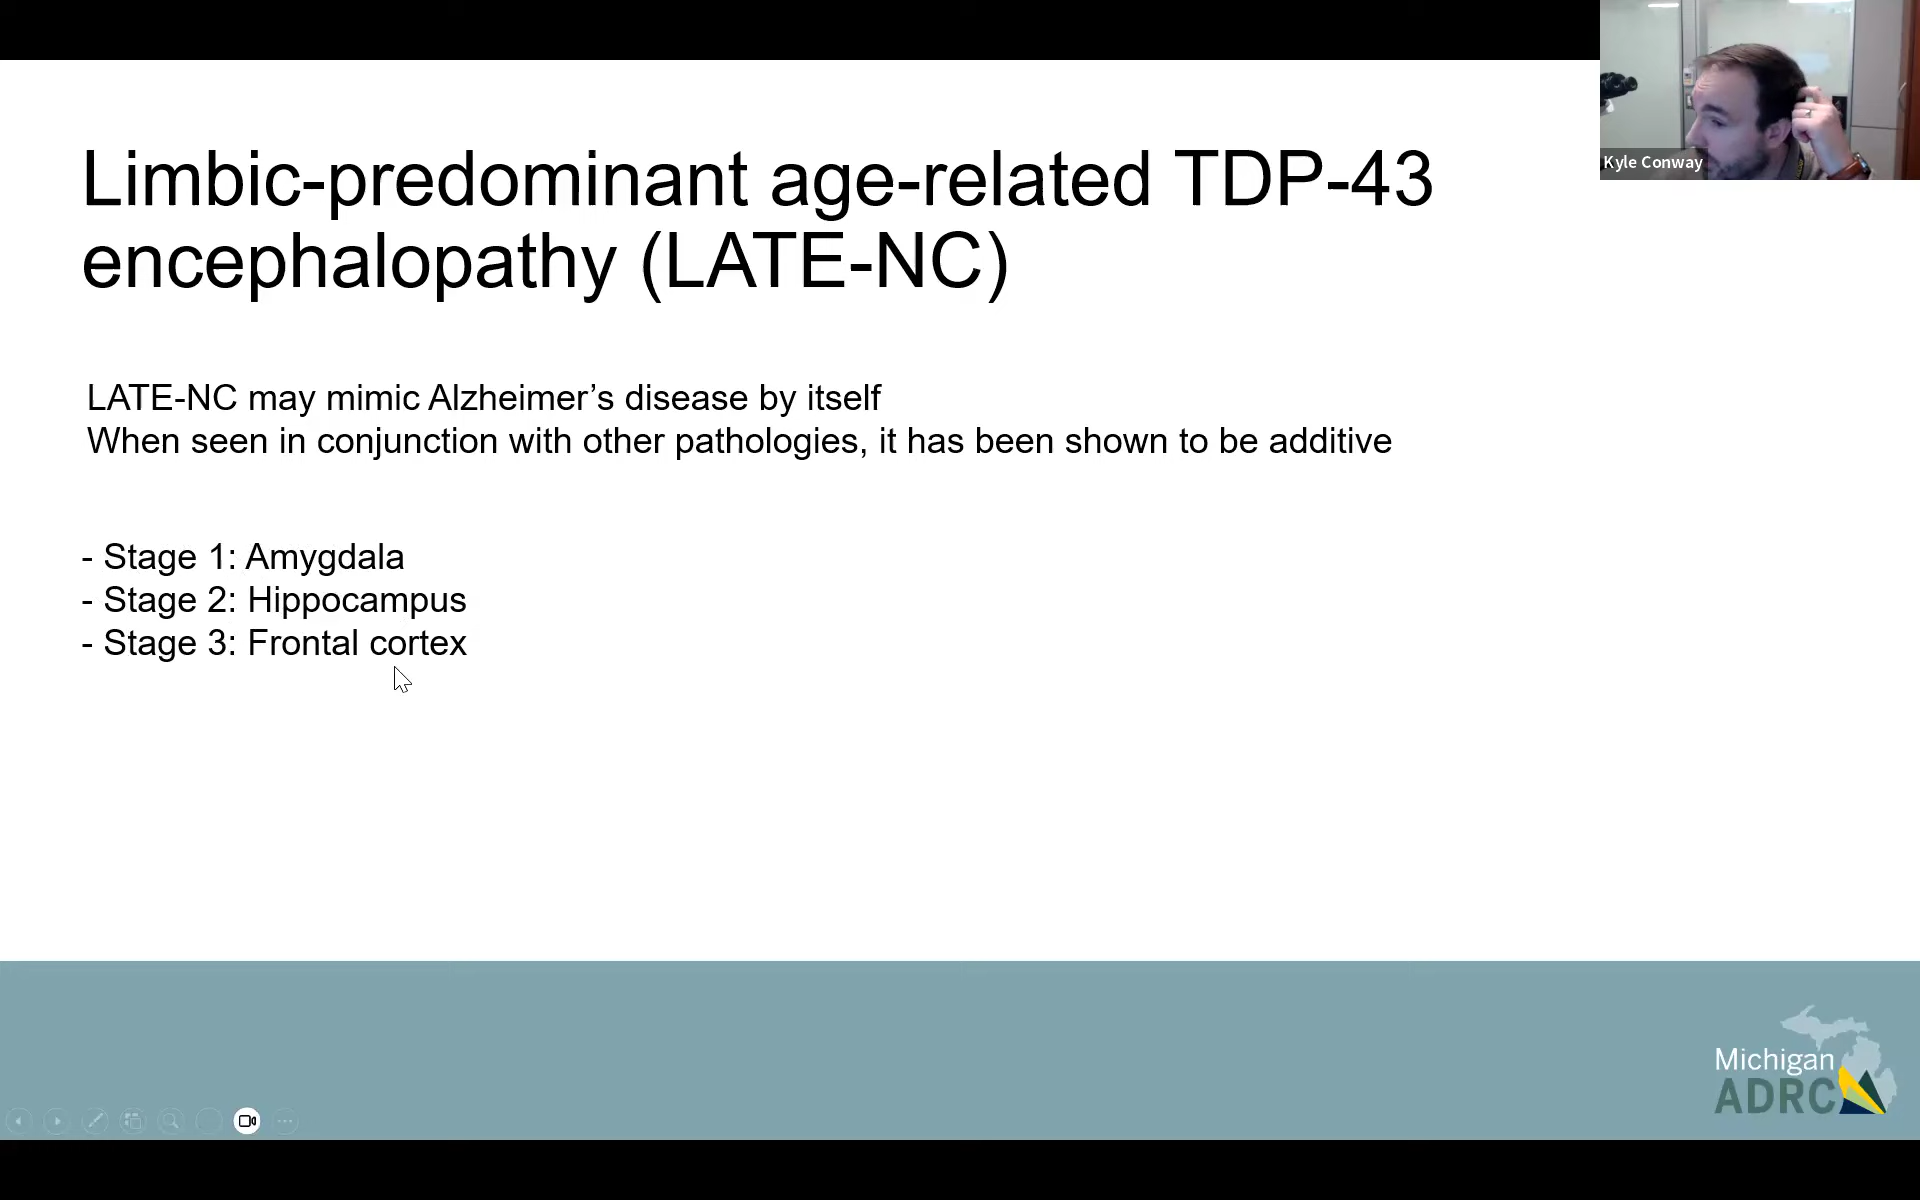 Kyle Conway
Limbic-predominant age-related TDP-43
encephalopathy (LATE-NC)
LATE-NC may mimic Alzheimer’s disease by itself
When seen in conjunction with other pathologies, it has been shown to be additive
- Stage 1: Amygdala
- Stage 2: Hippocampus
- Stage 3: Frontal cortex
Michigan
ADRC